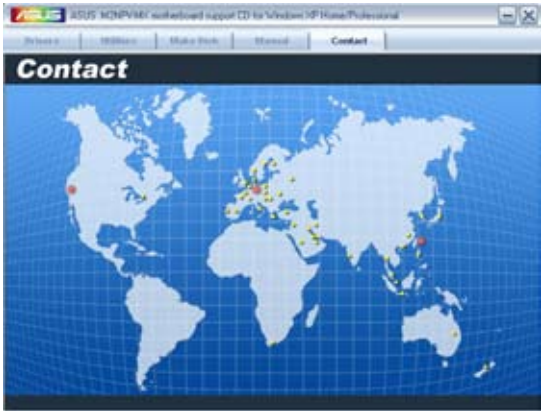 ASUS ASUS M2NPV-MX motherboard support CD for Windows XP Home/Professional
Drivers Utilities Make Disk Manual Contact
Contact